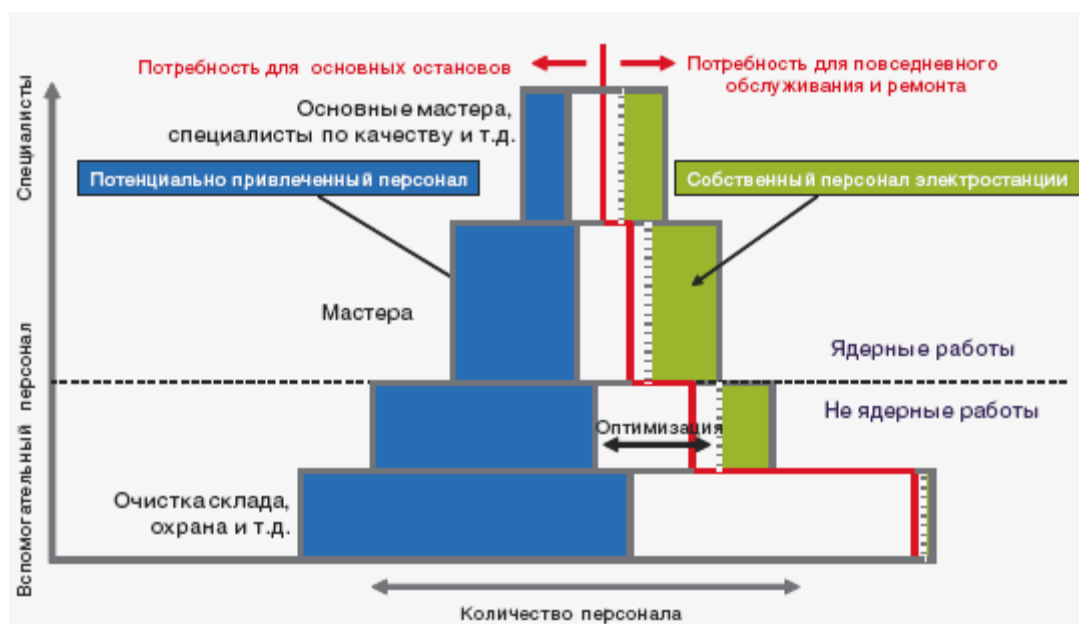 Потребность для основных остановов
Потребность для повседневного
обслуживания и ремонта
Основные мастера,
специалисты по качеству и т.д.
Специалисты
Потенциально привлеченный персонал
Собственный персонал электростанции
Мастера
Ядерные работы
Не ядерные работы
Оптимизация
Вспомогательный персонал
Очистка склада,
охрана и т.д.
Количество персонала